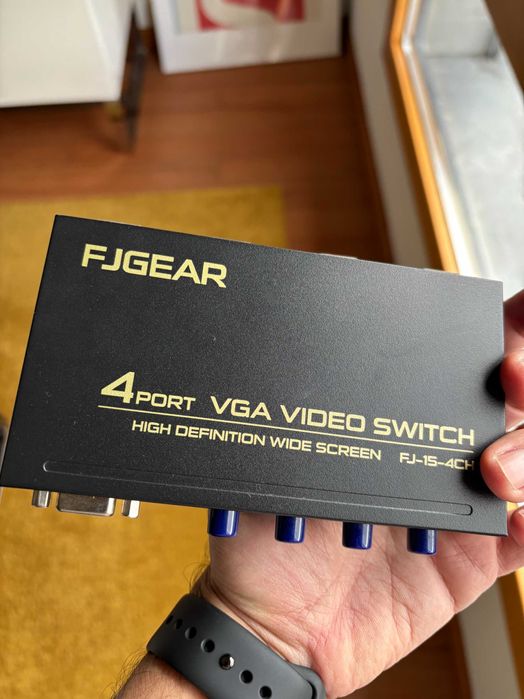 FJGEAR
4PORT VGA VIDEO SWITCH
HIGH DEFINITION WIDE SCREEN FJ-15-4CH